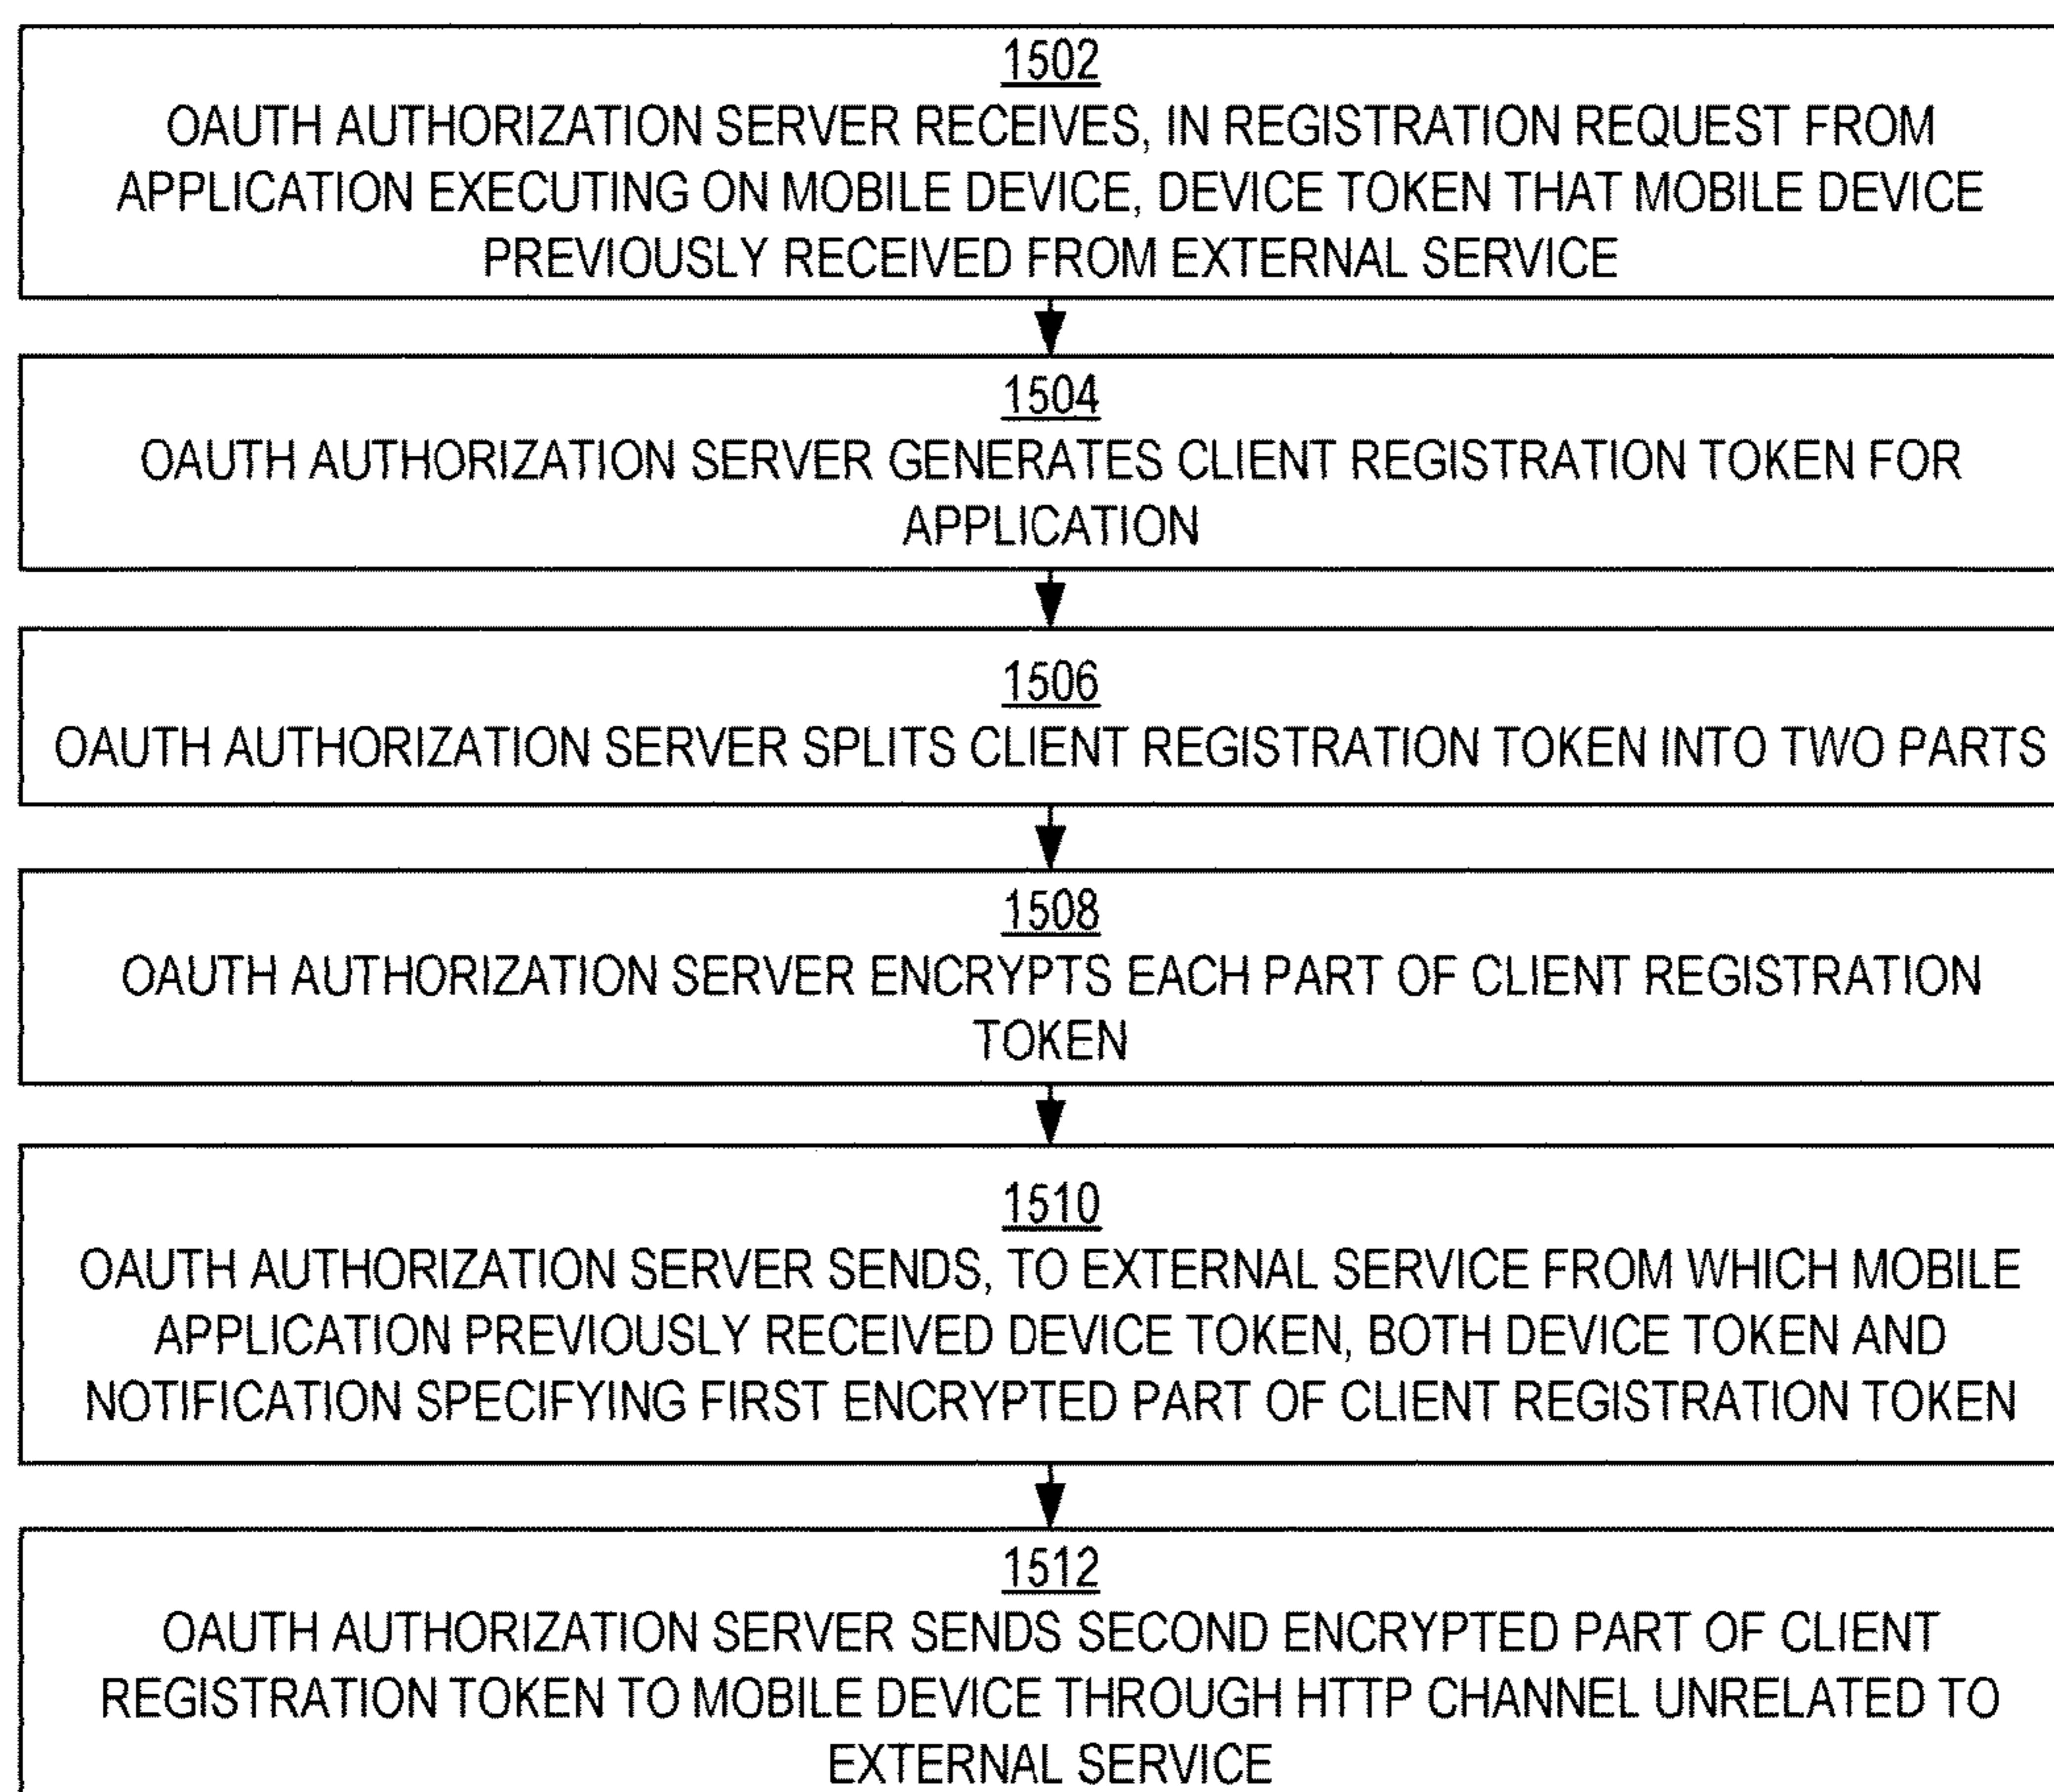 1502
OAUTH AUTHORIZATION SERVER RECEIVES, IN REGISTRATION REQUEST FROM
APPLICATION EXECUTING ON MOBILE DEVICE, DEVICE TOKEN THAT MOBILE DEVICE
PREVIOUSLY RECEIVED FROM EXTERNAL SERVICE
1504
OAUTH AUTHORIZATION SERVER GENERATES CLIENT REGISTRATION TOKEN FOR
APPLICATION
1506
OAUTH AUTHORIZATION SERVER SPLITS CLIENT REGISTRATION TOKEN INTO TWO PARTS
1508
OAUTH AUTHORIZATION SERVER ENCRYPTS EACH PART OF CLIENT REGISTRATION
TOKEN
1510
OAUTH AUTHORIZATION SERVER SENDS, TO EXTERNAL SERVICE FROM WHICH MOBILE
APPLICATION PREVIOUSLY RECEIVED DEVICE TOKEN, BOTH DEVICE TOKEN AND
NOTIFICATION SPECIFYING FIRST ENCRYPTED PART OF CLIENT REGISTRATION TOKEN
1512
OAUTH AUTHORIZATION SERVER SENDS SECOND ENCRYPTED PART OF CLIENT
REGISTRATION TOKEN TO MOBILE DEVICE THROUGH HTTP CHANNEL UNRELATED TO
EXTERNAL SERVICE